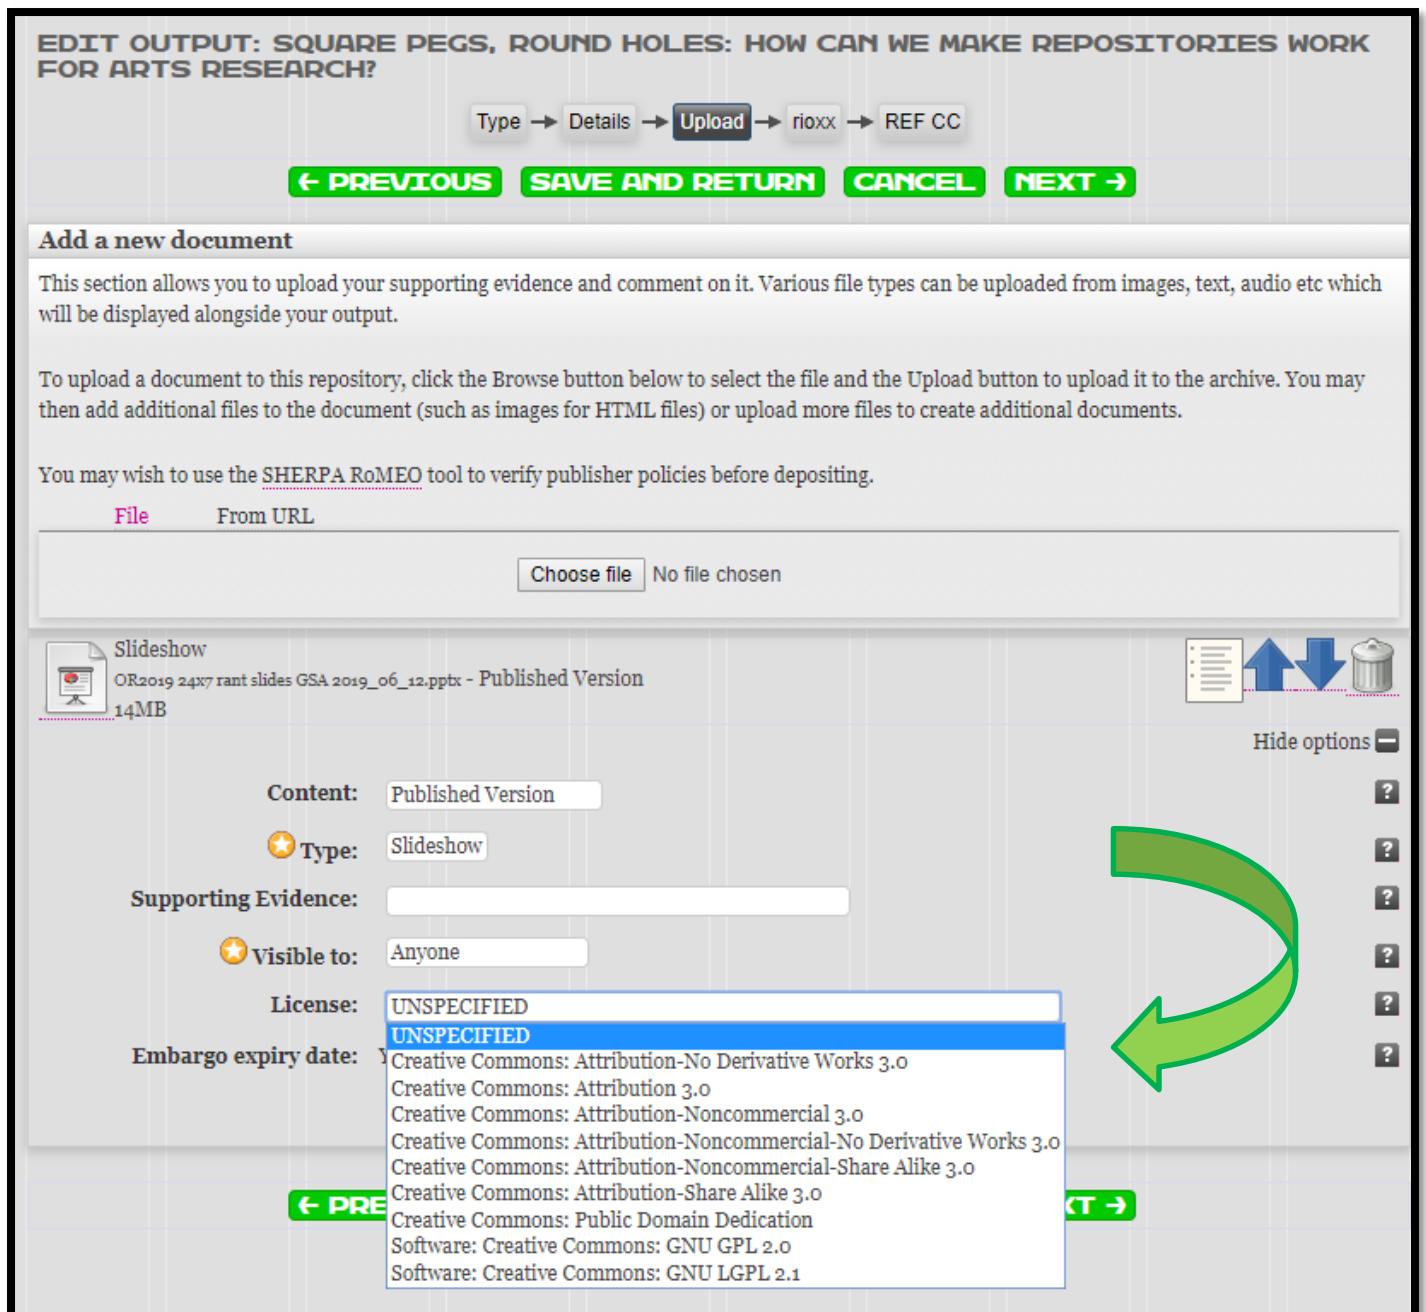 EDIT OUTPUT: SQUARE PEGS, ROUND HOLES: HOW CAN WE MAKE REPOSITORIES WORK
FOR ARTS RESEARCH?
Type → Details → Upload → rioxx → REF CC
← PREVIOUS SAVE AND RETURN CANCEL NEXT →
Add a new document
This section allows you to upload your supporting evidence and comment on it. Various file types can be uploaded from images, text, audio etc which
will be displayed alongside your output.
To upload a document to this repository, click the Browse button below to select the file and the Upload button to upload it to the archive. You may
then add additional files to the document (such as images for HTML files) or upload more files to create additional documents.
You may wish to use the SHERPA RoMEO tool to verify publisher policies before depositing.
File From URL
Choose file No file chosen
Slideshow
OR2019 24x7 rant slides GSA 2019_06_12.pptx - Published Version
14MB
Hide options
Content: Published Version ?
Type: Slideshow ?
Supporting Evidence: ?
Visible to: Anyone ?
License: UNSPECIFIED ?
UNSPECIFIED
Embargo expiry date: ?
Creative Commons: Attribution-No Derivative Works 3.0
Creative Commons: Attribution 3.0
Creative Commons: Attribution-Noncommercial 3.0
Creative Commons: Attribution-Noncommercial-No Derivative Works 3.0
Creative Commons: Attribution-Noncommercial-Share Alike 3.0
Creative Commons: Attribution-Share Alike 3.0
← PRE XT →
Creative Commons: Public Domain Dedication
Software: Creative Commons: GNU GPL 2.0
Software: Creative Commons: GNU LGPL 2.1